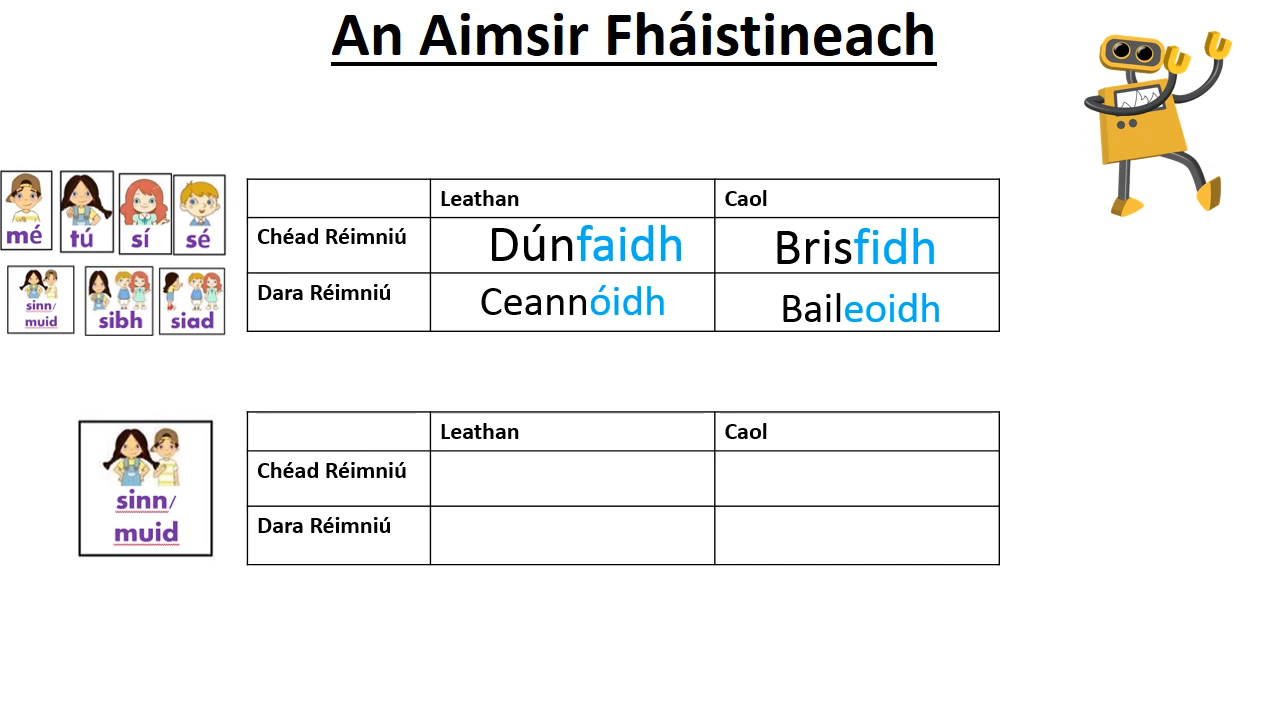 An Aimsir Fháistineach
mé tú sí sé
sinn/
muid
sibh siad
Leathan Caol
Chéad Réimniú Dúnfaidh Brisfidh
Dara Réimniú Ceannóidh Baileoidh
sinn/
muid
Leathan Caol
Chéad Réimniú
Dara Réimniú